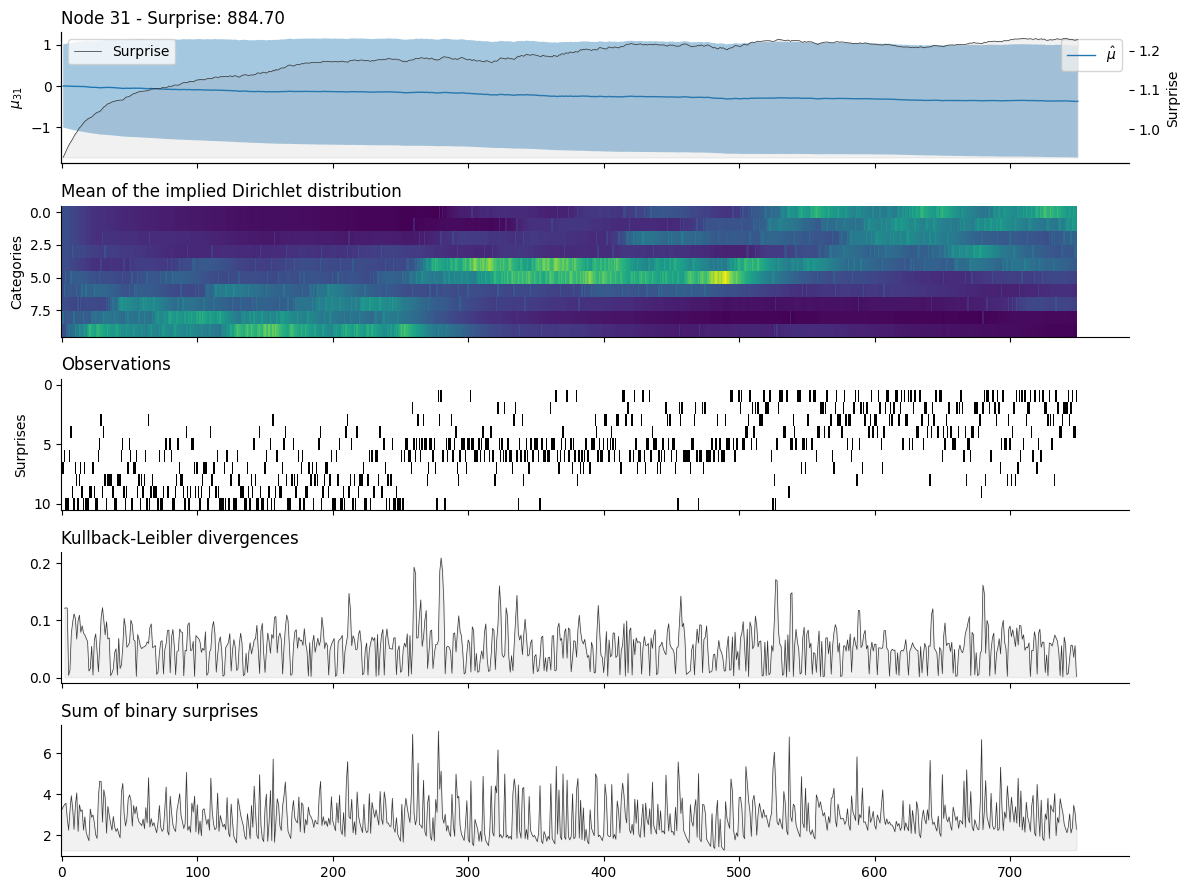 Node 31 - Surprise: 884.70
1
0
−1
μ31
Surprise
μ̂
1.2
1.1
1.0
Surprise
Mean of the implied Dirichlet distribution
0.0
2.5
5.0
7.5
Categories
Observations
0
5
10
Surprises
Kullback-Leibler divergences
0.2
0.1
0.0
Sum of binary surprises
6
4
2
0 100 200 300 400 500 600 700